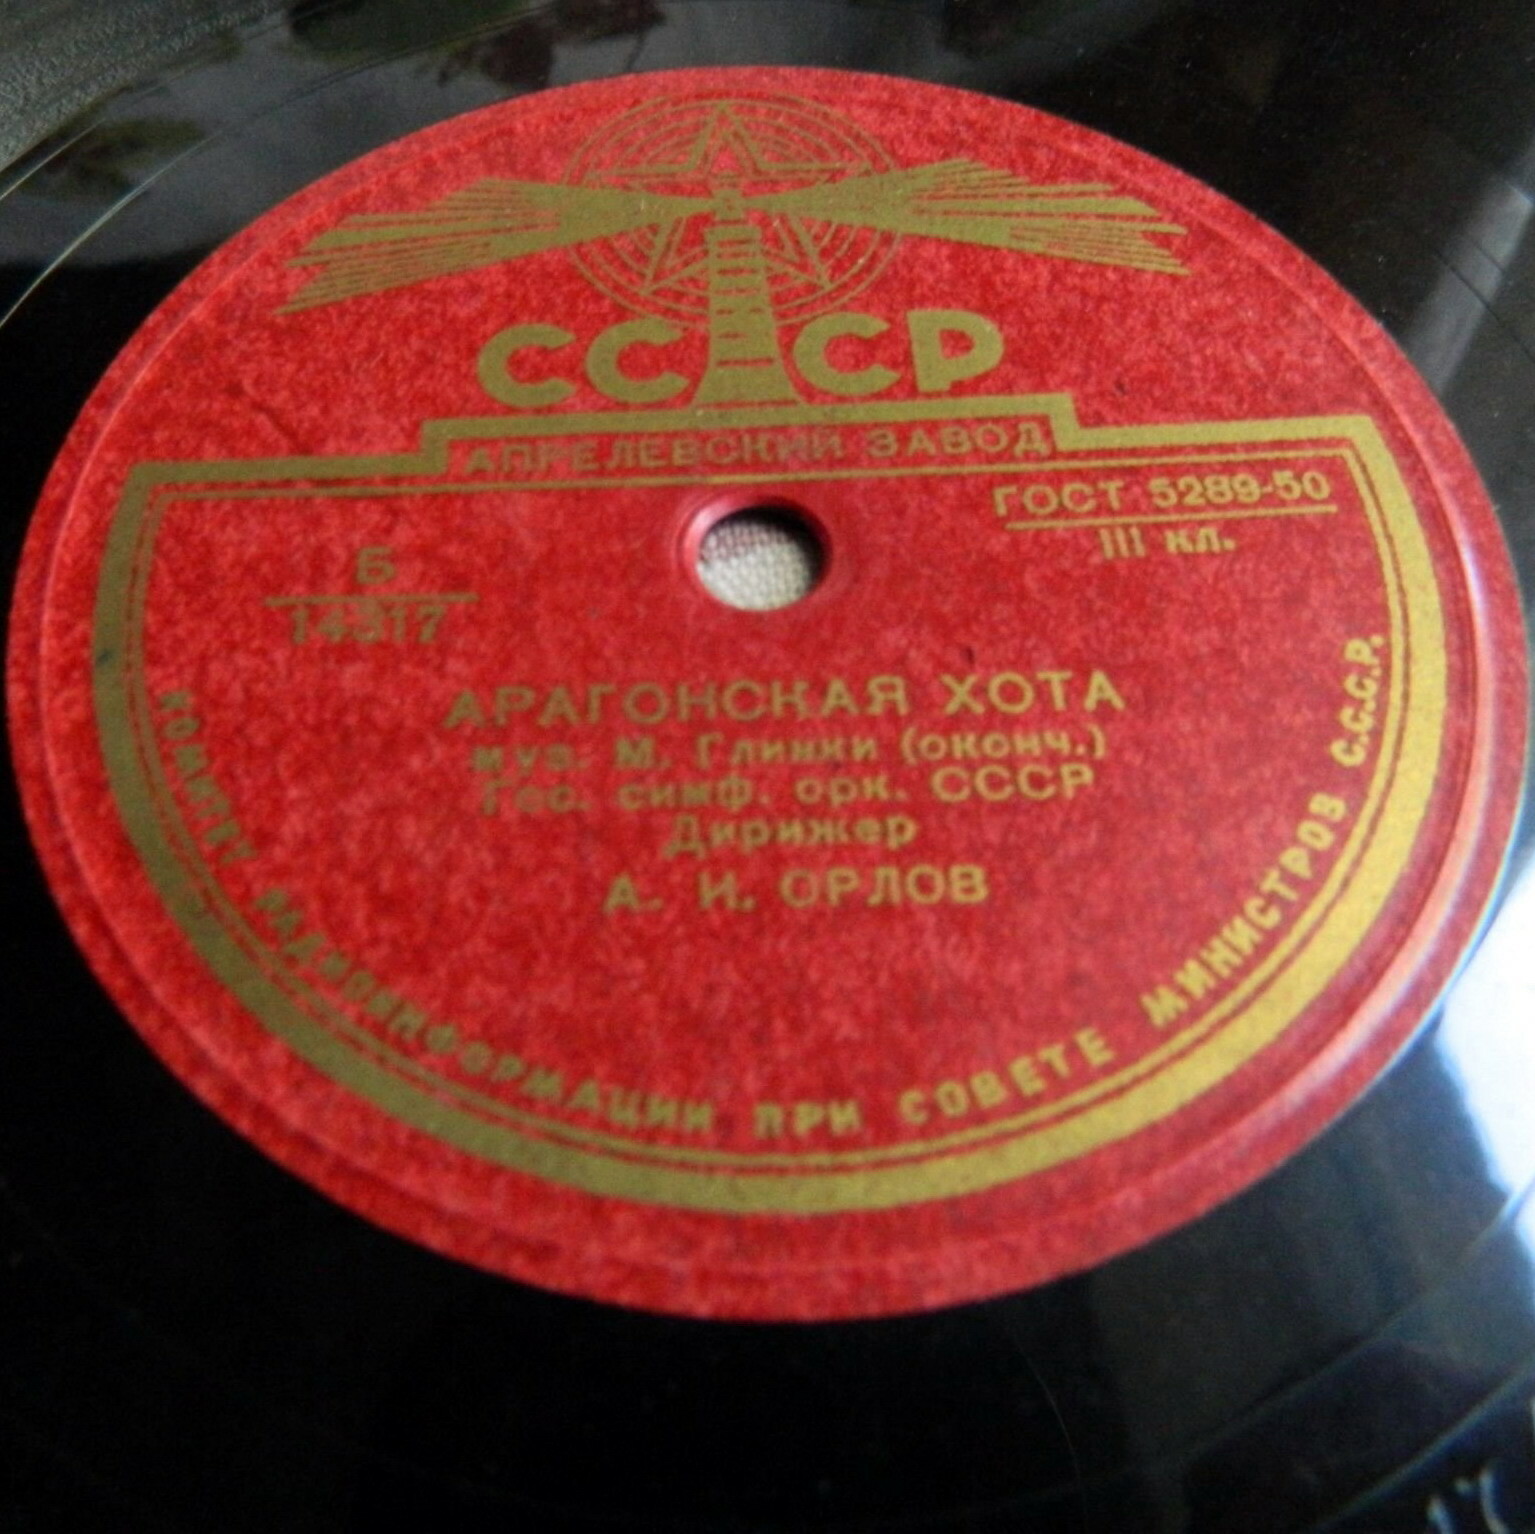 СССР
АПРЕЛЕВСКИЙ ЗАВОД
ГОСТ 5289-50
III кл.
Б
14317
АРАГОНСКАЯ ХОТА
муз. М. Глинки (оконч.)
Гос. симф. орк. СССР
Дирижер
А. И. ОРЛОВ
КОМИТЕТ РАДИОИНФОРМАЦИИ ПРИ СОВЕТЕ МИНИСТРОВ С.С.С.Р.